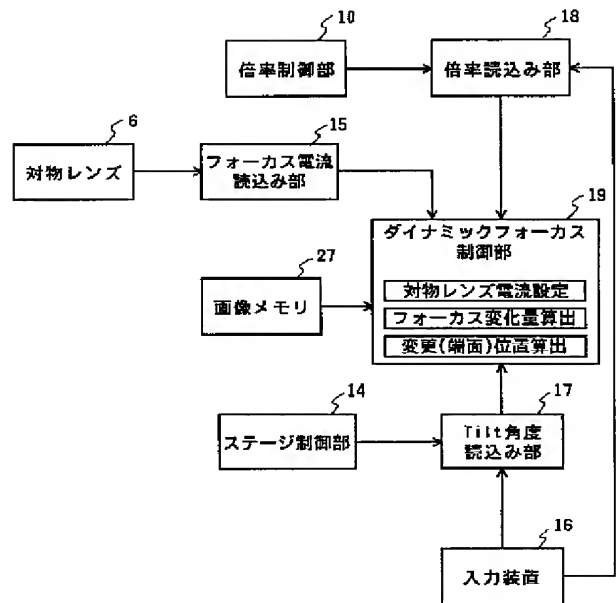 10
倍率制御部
18
倍率読込み部
6
対物レンズ
15
フォーカス電流
読込み部
19
ダイナミックフォーカス
制御部
対物レンズ電流設定
フォーカス変化量算出
変更(端面)位置算出
27
画像メモリ
14
ステージ制御部
17
Tilt角度
読込み部
16
入力装置